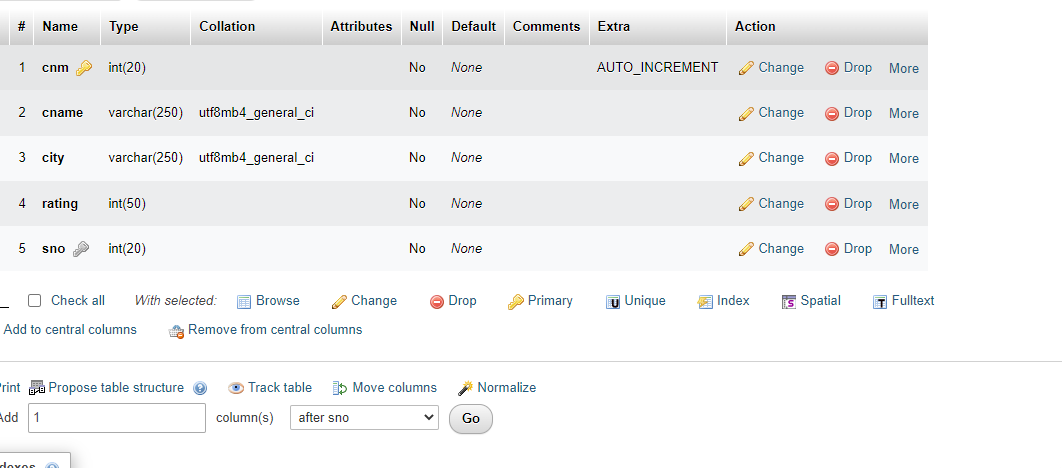 # Name Type Collation Attributes Null Default Comments Extra Action
1 cnm int(20) No None AUTO_INCREMENT Change Drop More
2 cname varchar(250) utf8mb4_general_ci No None Change Drop More
3 city varchar(250) utf8mb4_general_ci No None Change Drop More
4 rating int(50) No None Change Drop More
5 sno int(20) No None Change Drop More
Check all With selected: Browse Change Drop Primary Unique Index Spatial Fulltext
Add to central columns Remove from central columns
Print Propose table structure Track table Move columns Normalize
Add 1 column(s) after sno Go